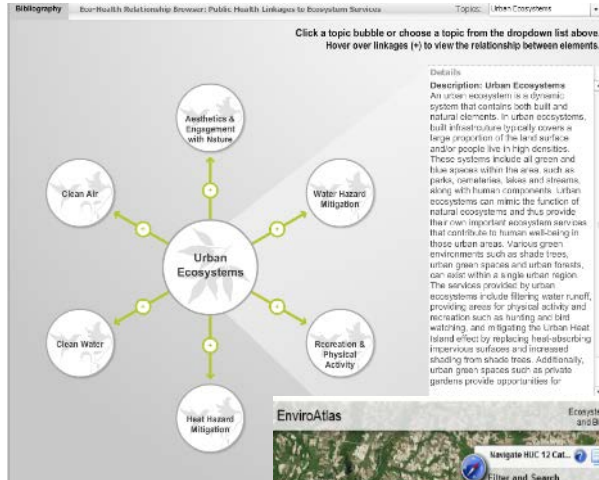 Bibliography
Eco-Health Relationship Browser: Public Health Linkages to Ecosystem Services
Topics:
Urban Ecosystems
Click a topic bubble or choose a topic from the dropdown list above
Hover over linkages (+) to view the relationship between elements.
Aesthetics &
Engagement
with Nature
Clean Air
Water Hazard
Mitigation
Urban
Ecosystems
Clean Water
Recreation &
Physical
Activity
Heat Hazard
Mitigation
Details
Description: Urban Ecosystems
An urban ecosystem is a dynamic
system that contains both built and
natural elements. In urban ecosystems,
built infrastructure typically covers a
large proportion of the land surface
and/or people live in high densities.
These systems include all green and
blue spaces within the area, such as
parks, cemeteries, lakes and streams,
along with human components. Urban
ecosystems can mimic the function of
natural ecosystems and thus provide
their own important ecosystem services
that contribute to human well-being in
those urban areas. Various green
environments such as shade trees,
urban green spaces and urban forests,
can exist within a single urban region.
The services provided by urban
ecosystems include filtering water runoff,
providing areas for physical activity and
recreation such as hunting and bird
watching, and mitigating the Urban Heat
Island effect by replacing heat-absorbing
impervious surfaces and increased
shading from shade trees. Additionally,
urban green spaces such as private
gardens provide opportunities for
EnviroAtlas
Navigate HUC 12 Cat...
Filter and Search